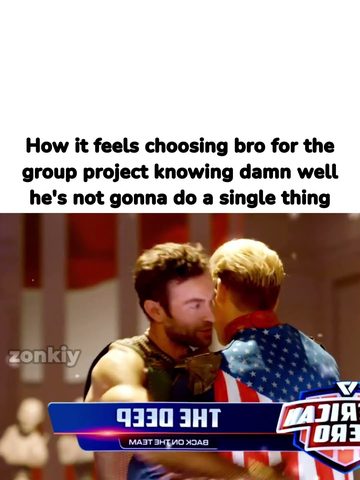 How it feels choosing bro for the
group project knowing damn well
he's not gonna do a single thing
zonkiy
THE DEEP
BACK ON THE TEAM